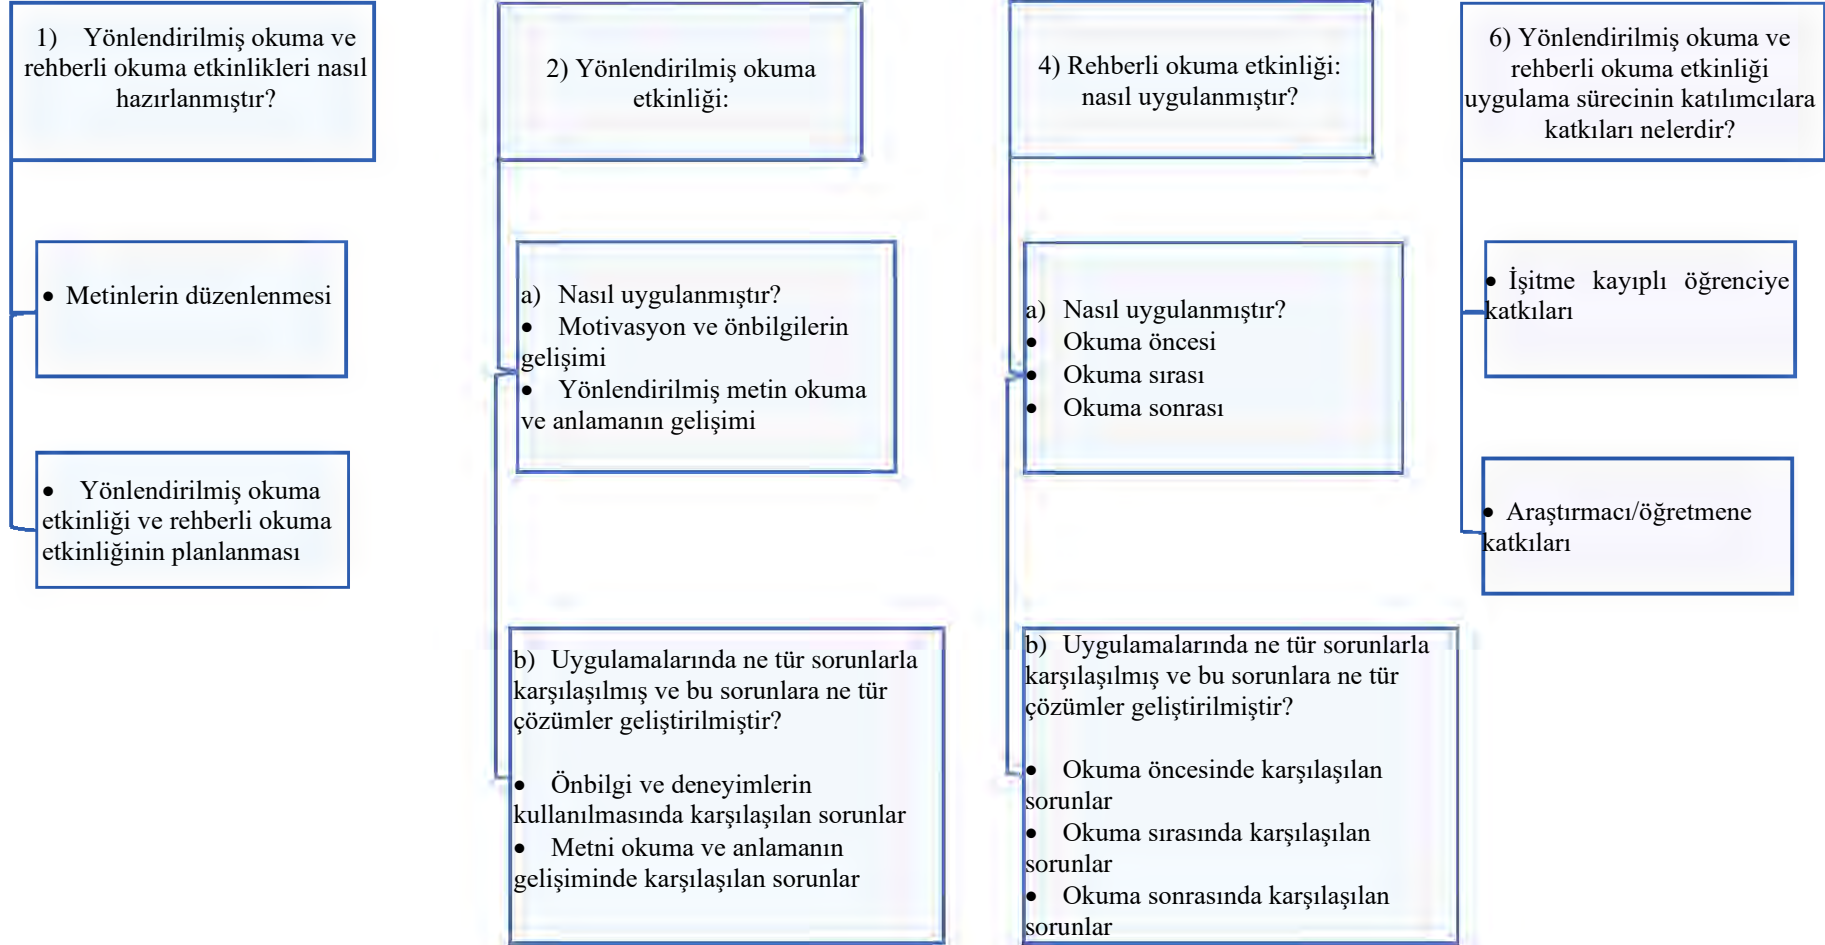 1) Yönlendirilmiş okuma ve
rehberli okuma etkinlikleri nasıl
hazırlanmıştır?
• Metinlerin düzenlenmesi
• Yönlendirilmiş okuma
etkinliği ve rehberli okuma
etkinliğinin planlanması
2) Yönlendirilmiş okuma
etkinliği:
a) Nasıl uygulanmıştır?
• Motivasyon ve önbilgilerin
gelişimi
• Yönlendirilmiş metin okuma
ve anlamanın gelişimi
b) Uygulamalarında ne tür sorunlarla
karşılaşılmış ve bu sorunlara ne tür
çözümler geliştirilmiştir?
• Önbilgi ve deneyimlerin
kullanılmasında karşılaşılan sorunlar
• Metni okuma ve anlamanın
gelişiminde karşılaşılan sorunlar
4) Rehberli okuma etkinliği:
nasıl uygulanmıştır?
a) Nasıl uygulanmıştır?
• Okuma öncesi
• Okuma sırası
• Okuma sonrası
b) Uygulamalarında ne tür sorunlarla
karşılaşılmış ve bu sorunlara ne tür
çözümler geliştirilmiştir?
• Okuma öncesinde karşılaşılan
sorunlar
• Okuma sırasında karşılaşılan
sorunlar
• Okuma sonrasında karşılaşılan
sorunlar
6) Yönlendirilmiş okuma ve
rehberli okuma etkinliği
uygulama sürecinin katılımcılara
katkıları nelerdir?
• İşitme kayıplı öğrenciye
katkıları
• Araştırmacı/öğretmene
katkıları